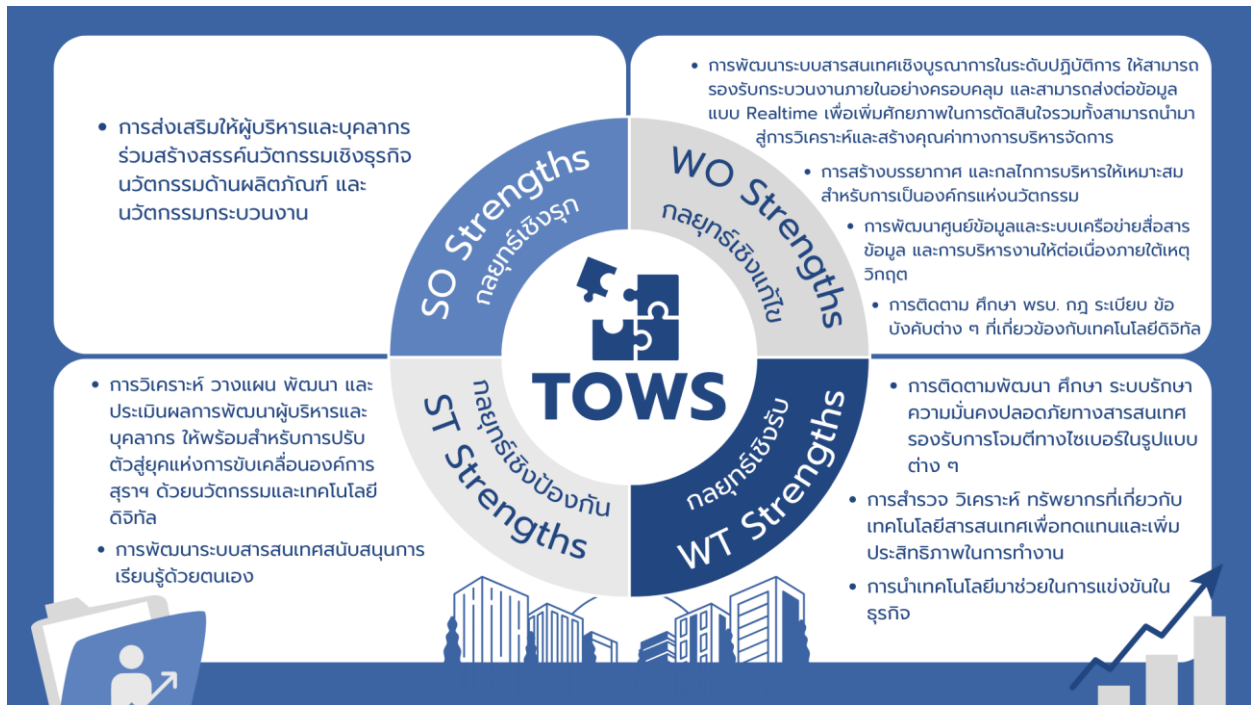 • การส่งเสริมให้ผู้บริหารและบุคลากร
ร่วมสร้างสรรค์นวัตกรรมเชิงธุรกิจ
นวัตกรรมด้านผลิตภัณฑ์ และ
นวัตกรรมกระบวนงาน
SO Strengths
กลยุทธ์เชิงรุก
WO Strengths
กลยุทธ์เชิงแก้ไข
• การพัฒนาระบบสารสนเทศเชิงบูรณาการในระดับปฏิบัติการ ให้สามารถ
รองรับกระบวนงานภายในอย่างครอบคลุม และสามารถส่งต่อข้อมูล
แบบ Realtime เพื่อเพิ่มศักยภาพในการตัดสินใจรวมทั้งสามารถนำมา
สู่การวิเคราะห์และสร้างคุณค่าทางการบริหารจัดการ
• การสร้างบรรยากาศ และกลไกการบริหารให้เหมาะสม
สำหรับการเป็นองค์กรแห่งนวัตกรรม
• การพัฒนาศูนย์ข้อมูลและระบบเครือข่ายสื่อสาร
ข้อมูล และการบริหารงานให้ต่อเนื่องภายใต้เหตุ
วิกฤต
• การติดตาม ศึกษา พรบ. กฎ ระเบียบ ข้อ
บังคับต่าง ๆ ที่เกี่ยวข้องกับเทคโนโลยีดิจิทัล
TOWS
• การวิเคราะห์ วางแผน พัฒนา และ
ประเมินผลการพัฒนาผู้บริหารและ
บุคลากร ให้พร้อมสำหรับการปรับ
ตัวสู่ยุคแห่งการขับเคลื่อนองค์การ
สุราฯ ด้วยนวัตกรรมและเทคโนโลยี
ดิจิทัล
• การพัฒนาระบบสารสนเทศสนับสนุนการ
เรียนรู้ด้วยตนเอง
กลยุทธ์เชิงป้องกัน
ST Strengths
กลยุทธ์เชิงรับ
WT Strengths
• การติดตามพัฒนา ศึกษา ระบบรักษา
ความมั่นคงปลอดภัยทางสารสนเทศ
รองรับการโจมตีทางไซเบอร์ในรูปแบบ
ต่าง ๆ
• การสำรวจ วิเคราะห์ ทรัพยากรที่เกี่ยวกับ
เทคโนโลยีสารสนเทศเพื่อทดแทนและเพิ่ม
ประสิทธิภาพในการทำงาน
• การนำเทคโนโลยีมาช่วยในการแข่งขันใน
ธุรกิจ